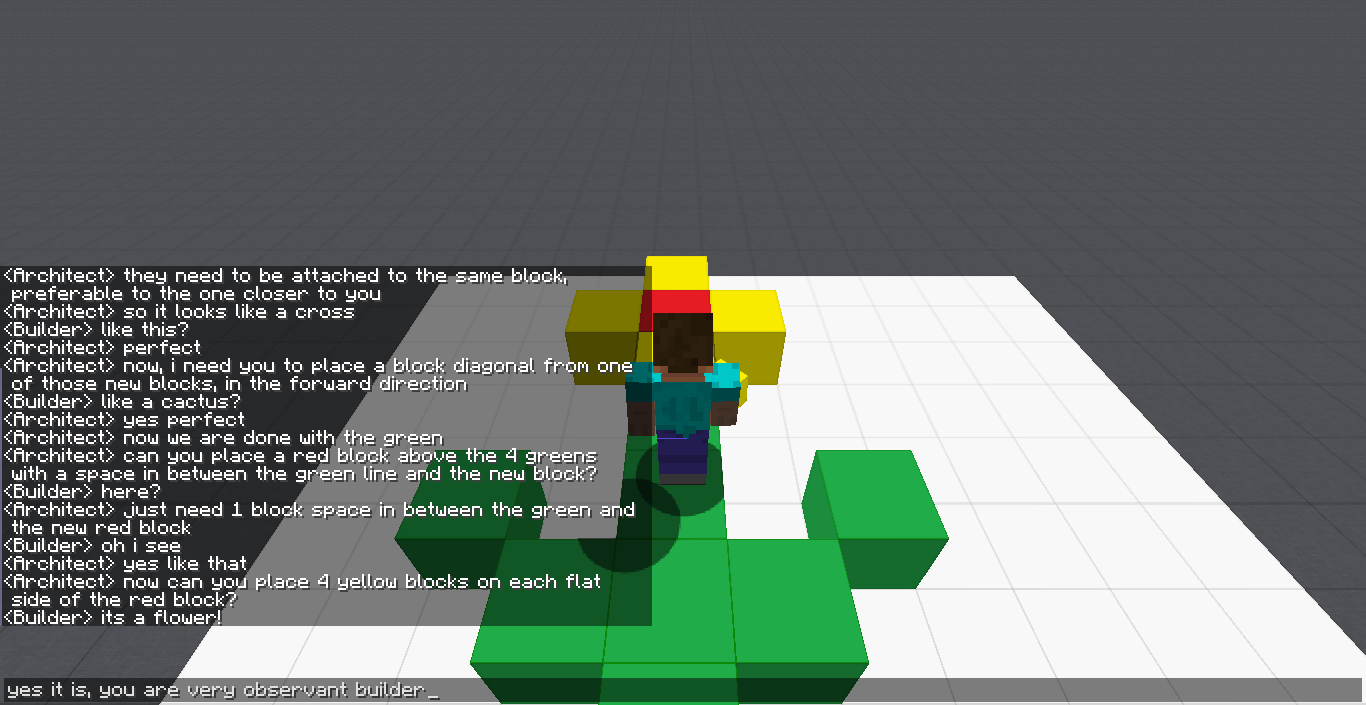 <Architect> they need to be attached to the same block,
preferable to the one closer to you
<Architect> so it looks like a cross
<Builder> like this?
<Architect> perfect
<Architect> now, i need you to place a block diagonal from one
of those new blocks, in the forward direction
<Builder> like a cactus?
<Architect> yes perfect
<Architect> now we are done with the green
<Architect> can you place a red block above the 4 greens
with a space in between the green line and the new block?
<Builder> here?
<Architect> just need 1 block space in between the green and
the new red block
<Builder> oh i see
<Architect> yes like that
<Architect> now can you place 4 yellow blocks on each flat
side of the red block?
<Builder> its a flower!
yes it is, you are very observant builder_